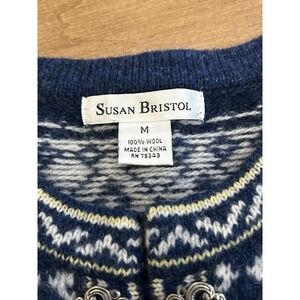 SUSAN BRISTOL
M
100% WOOL
MADE IN CHINA
RN 75343